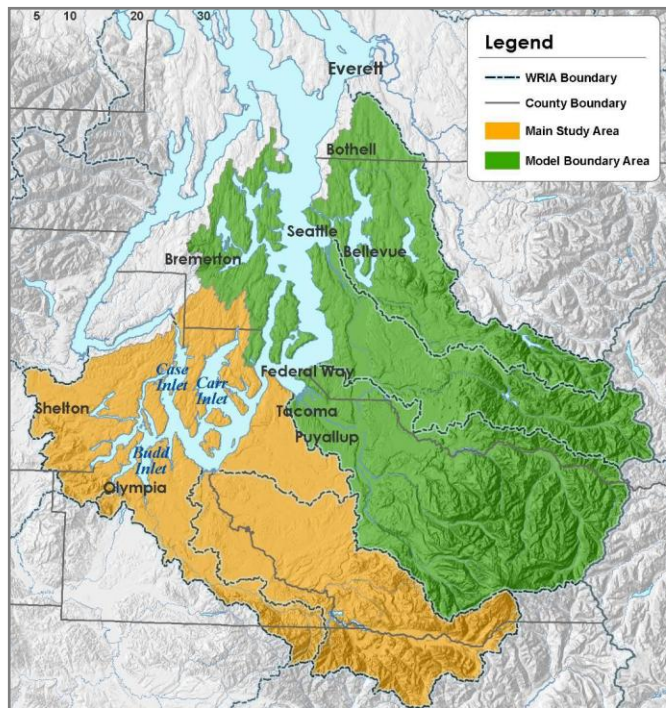 5 10 20 30
Legend
WRIA Boundary
County Boundary
Main Study Area
Model Boundary Area
Everett
Bothell
Seattle
Bellevue
Bremerton
Case
Inlet
Carr
Inlet
Federal Way
Shelton
Tacoma
Puyallup
Budd
Inlet
Olympia